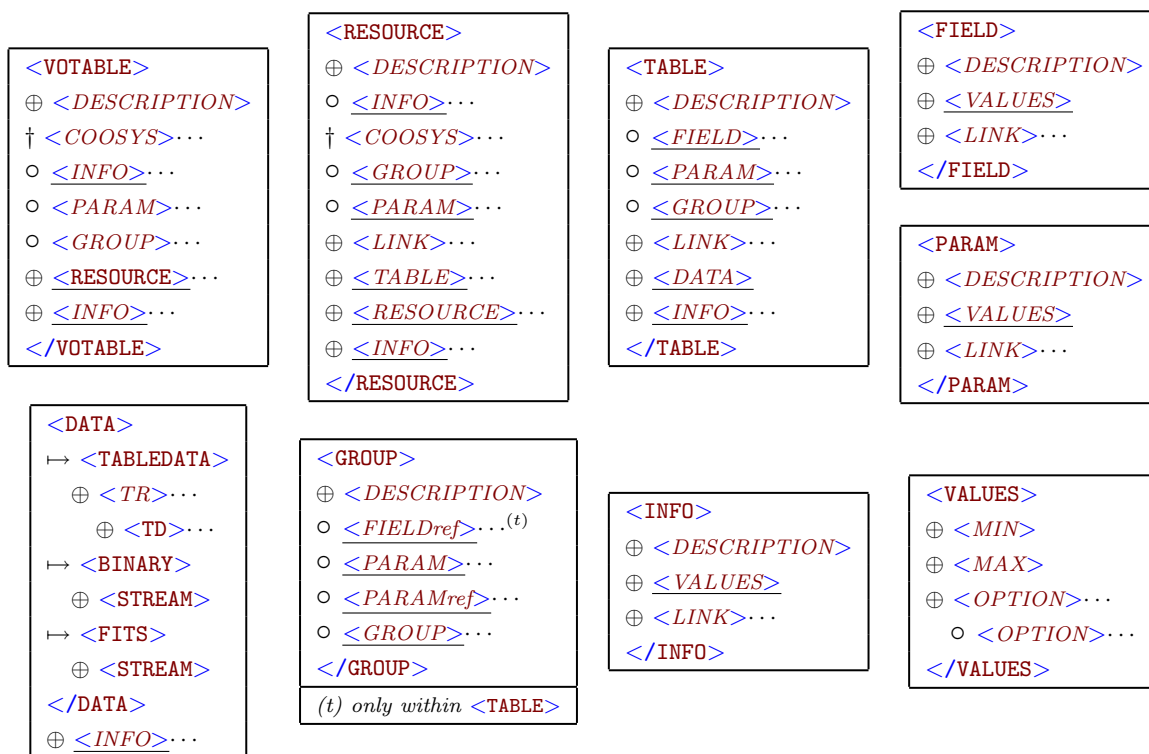 <VOTABLE>
⊕ <DESCRIPTION>
† <COOSYS>···
○ <INFO>···
○ <PARAM>···
○ <GROUP>···
⊕ <RESOURCE>···
⊕ <INFO>···
</VOTABLE>
<RESOURCE>
⊕ <DESCRIPTION>
○ <INFO>···
† <COOSYS>···
○ <GROUP>···
○ <PARAM>···
⊕ <LINK>···
⊕ <TABLE>···
⊕ <RESOURCE>···
⊕ <INFO>···
</RESOURCE>
<TABLE>
⊕ <DESCRIPTION>
○ <FIELD>···
○ <PARAM>···
○ <GROUP>···
⊕ <LINK>···
⊕ <DATA>
⊕ <INFO>···
</TABLE>
<FIELD>
⊕ <DESCRIPTION>
⊕ <VALUES>
⊕ <LINK>···
</FIELD>
<PARAM>
⊕ <DESCRIPTION>
⊕ <VALUES>
⊕ <LINK>···
</PARAM>
<DATA>
↦ <TABLEDATA>
⊕ <TR>···
⊕ <TD>···
↦ <BINARY>
⊕ <STREAM>
↦ <FITS>
⊕ <STREAM>
</DATA>
⊕ <INFO>···
<GROUP>
⊕ <DESCRIPTION>
○ <FIELDref>···(t)
○ <PARAM>···
○ <PARAMref>···
○ <GROUP>···
</GROUP>
(t) only within <TABLE>
<INFO>
⊕ <DESCRIPTION>
⊕ <VALUES>
⊕ <LINK>···
</INFO>
<VALUES>
⊕ <MIN>
⊕ <MAX>
⊕ <OPTION>···
○ <OPTION>···
</VALUES>